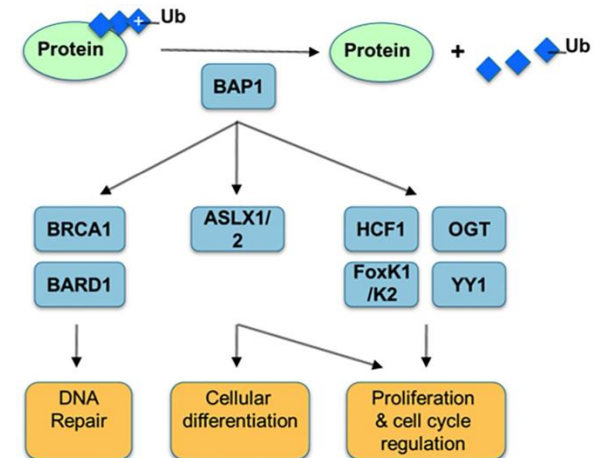 Ub
+
Protein
Protein
+
Ub
BAP1
BRCA1
ASLX1/
2
HCF1
OGT
BARD1
FoxK1
/K2
YY1
DNA
Repair
Cellular
differentiation
Proliferation
& cell cycle
regulation